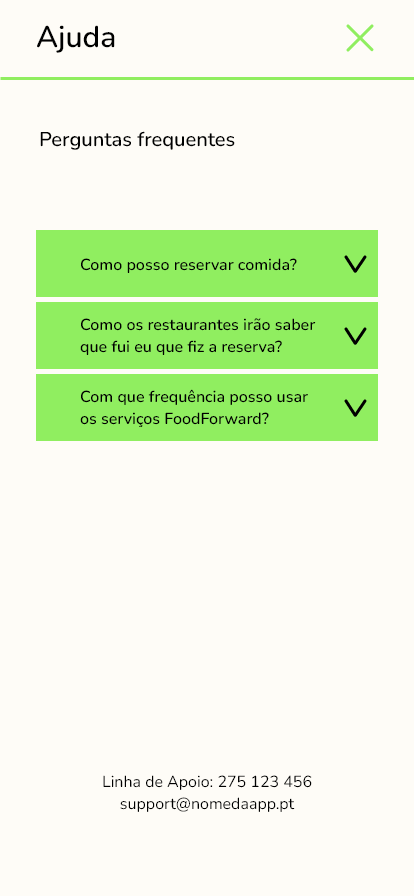 Ajuda
Perguntas frequentes
Como posso reservar comida?
Como os restaurantes irão saber
que fui eu que fiz a reserva?
Com que frequência posso usar
os serviços FoodForward?
Linha de Apoio: 275 123 456
support@nomedaapp.pt